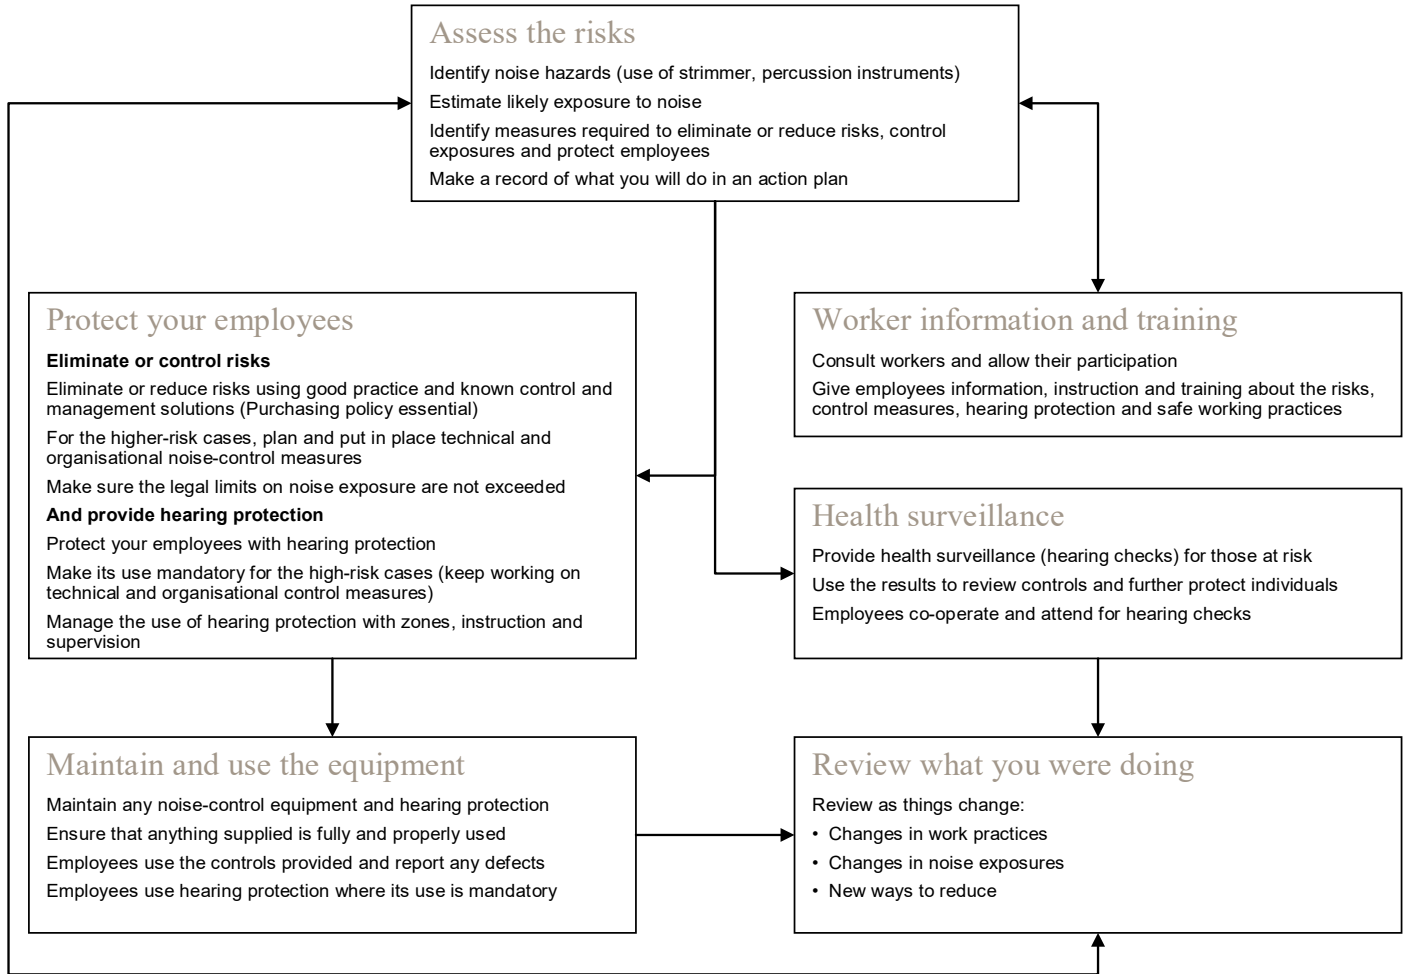 Assess the risks
Identify noise hazards (use of strimmer, percussion instruments)
Estimate likely exposure to noise
Identify measures required to eliminate or reduce risks, control
exposures and protect employees
Make a record of what you will do in an action plan
Protect your employees
Eliminate or control risks
Eliminate or reduce risks using good practice and known control and
management solutions (Purchasing policy essential)
For the higher-risk cases, plan and put in place technical and
organisational noise-control measures
Make sure the legal limits on noise exposure are not exceeded
And provide hearing protection
Protect your employees with hearing protection
Make its use mandatory for the high-risk cases (keep working on
technical and organisational control measures)
Manage the use of hearing protection with zones, instruction and
supervision
Worker information and training
Consult workers and allow their participation
Give employees information, instruction and training about the risks,
control measures, hearing protection and safe working practices
Health surveillance
Provide health surveillance (hearing checks) for those at risk
Use the results to review controls and further protect individuals
Employees co-operate and attend for hearing checks
Maintain and use the equipment
Maintain any noise-control equipment and hearing protection
Ensure that anything supplied is fully and properly used
Employees use the controls provided and report any defects
Employees use hearing protection where its use is mandatory
Review what you were doing
Review as things change:
• Changes in work practices
• Changes in noise exposures
• New ways to reduce